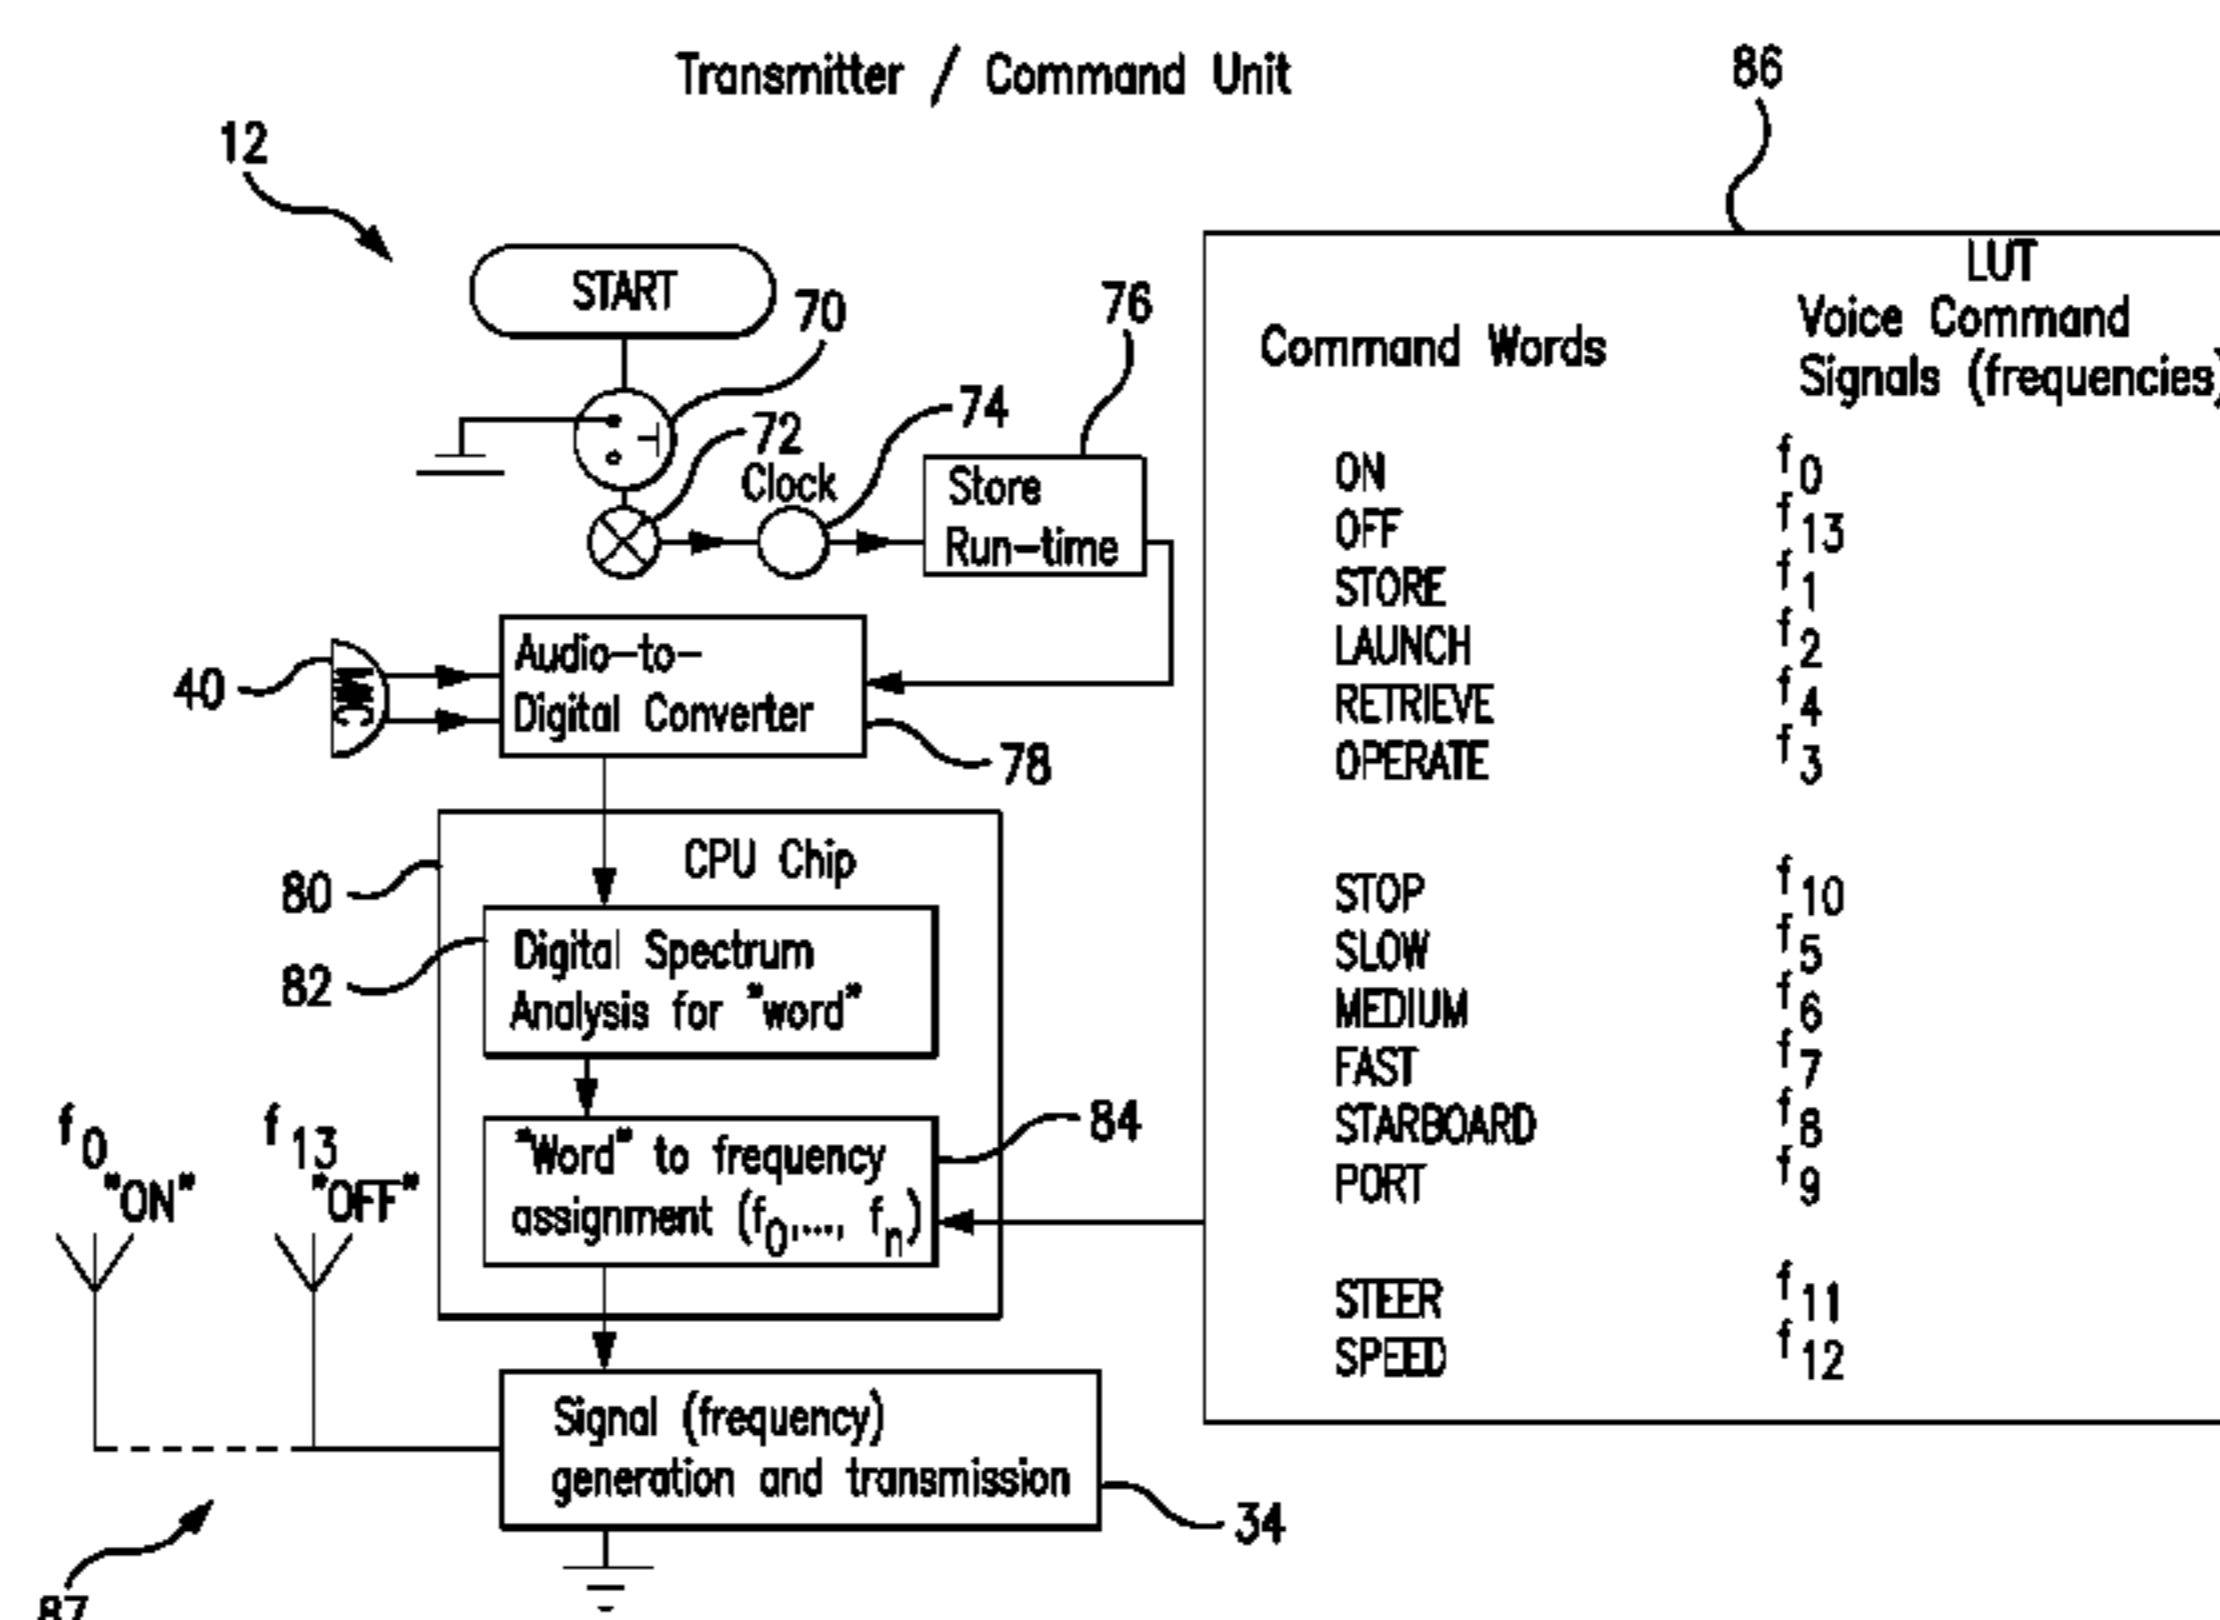 Transmitter / Command Unit
86
12
START
70
76
74
72
Clock
Store
Run-time
40
MIC
Audio-to-
Digital Converter
78
CPU Chip
80
Digital Spectrum
Analysis for "word"
82
"Word" to frequency
assignment (f0,..., fn)
84
f0
"ON"
f13
"OFF"
Signal (frequency)
generation and transmission
34
87
LUT
Command Words
Voice Command
Signals (frequencies)
ON f0
OFF f13
STORE f1
LAUNCH f2
RETRIEVE f4
OPERATE f3
STOP f10
SLOW f5
MEDIUM f6
FAST f7
STARBOARD f8
PORT f9
STEER f11
SPEED f12